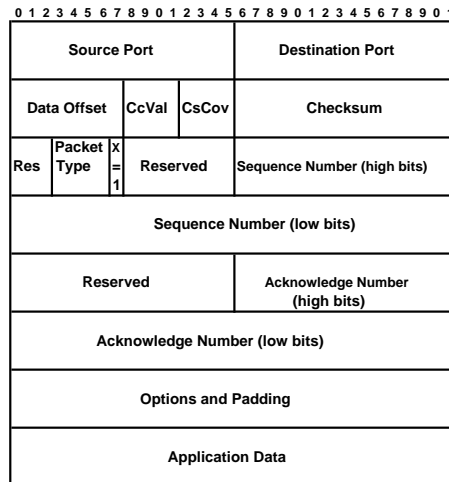 0 1 2 3 4 5 6 7 8 9 0 1 2 3 4 5 6 7 8 9 0 1 2 3 4 5 6 7 8 9 0 1
Source Port Destination Port
Data Offset CcVal CsCov Checksum
Res Packet Type x = 1 Reserved Sequence Number (high bits)
Sequence Number (low bits)
Reserved Acknowledge Number (high bits)
Acknowledge Number (low bits)
Options and Padding
Application Data